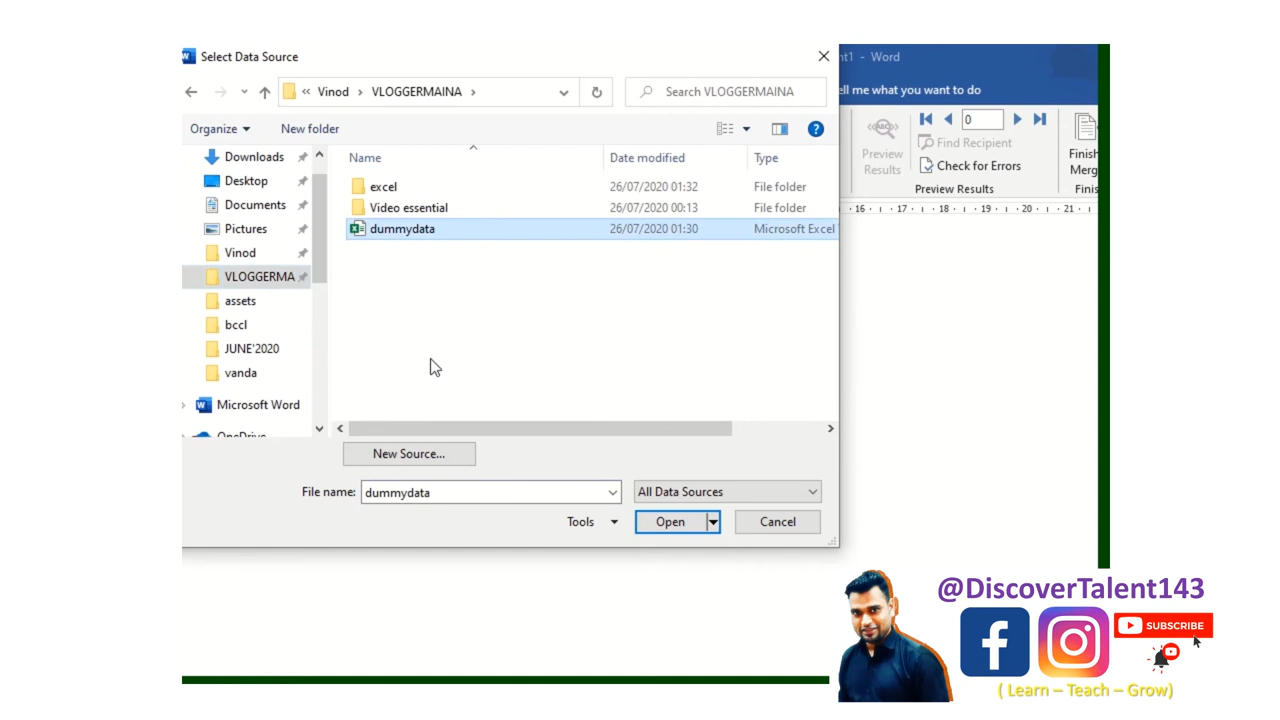 Select Data Source
nt1 - Word
« Vinod > VLOGGERMAINA >
Search VLOGGERMAINA
ell me what you want to do
Organize
New folder
0
Find Recipient
Check for Errors
Preview
Results
Preview Results
Finish
Merg
Finis
Name
Date modified
Type
excel
26/07/2020 01:32
File folder
Video essential
26/07/2020 00:13
File folder
dummydata
26/07/2020 01:30
Microsoft Excel
· 16 · ı · 17 · ı · 18 · ı · 19 · ı · 20 · ı · 21 · ı
Downloads
Desktop
Documents
Pictures
Vinod
VLOGGERMA
assets
bccl
JUNE'2020
vanda
Microsoft Word
OneDrive
New Source...
File name: dummydata
All Data Sources
Tools
Open
Cancel
@DiscoverTalent143
SUBSCRIBE
( Learn – Teach – Grow)